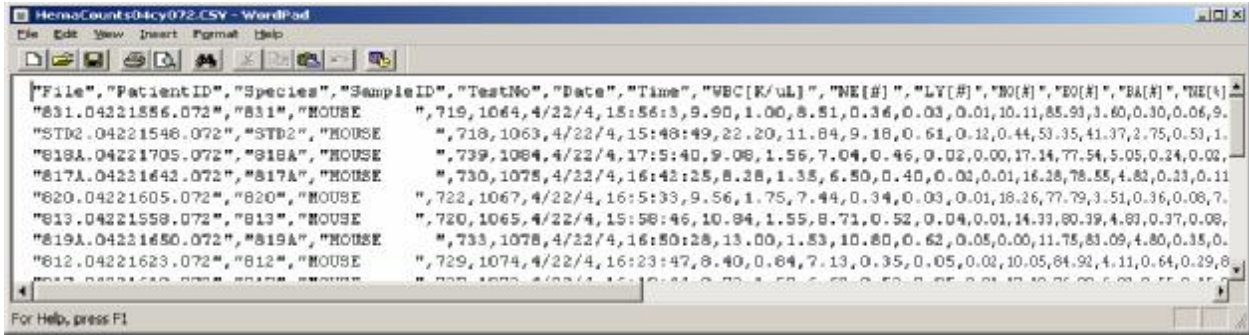 HemaCounts04cy072.CSV - WordPad
File Edit View Insert Format Help
"File","PatientID","Species","SampleID","TestNo","Date","Time","WBC[K/uL]","NE[#]","LY[#]","MO[#]","EO[#]","BA[#]","NE[%]
"831.04221556.072","831","MOUSE ",719,1064,4/22/4,15:56:3,9.90,1.00,8.51,0.36,0.03,0.01,10.11,85.93,3.60,0.30,0.06,9.
"STD2.04221548.072","STD2","MOUSE ",718,1063,4/22/4,15:48:49,22.20,11.84,9.18,0.61,0.12,0.44,53.35,41.37,2.75,0.53,1.
"818A.04221705.072","818A","MOUSE ",739,1084,4/22/4,17:5:40,9.08,1.56,7.04,0.46,0.02,0.00,17.14,77.54,5.05,0.24,0.02,
"817A.04221642.072","817A","MOUSE ",730,1075,4/22/4,16:42:25,8.28,1.35,6.50,0.40,0.02,0.01,16.28,78.55,4.82,0.23,0.11
"820.04221605.072","820","MOUSE ",722,1067,4/22/4,16:5:33,9.56,1.75,7.44,0.34,0.03,0.01,18.26,77.79,3.51,0.36,0.08,7.
"813.04221558.072","813","MOUSE ",720,1065,4/22/4,15:58:46,10.84,1.55,8.71,0.52,0.04,0.01,14.33,80.39,4.83,0.37,0.08,
"819A.04221650.072","819A","MOUSE ",733,1078,4/22/4,16:50:28,13.00,1.53,10.80,0.62,0.05,0.00,11.75,83.09,4.80,0.35,0.
"812.04221623.072","812","MOUSE ",729,1074,4/22/4,16:23:47,8.40,0.84,7.13,0.35,0.05,0.02,10.05,84.92,4.11,0.64,0.29,8
For Help, press F1